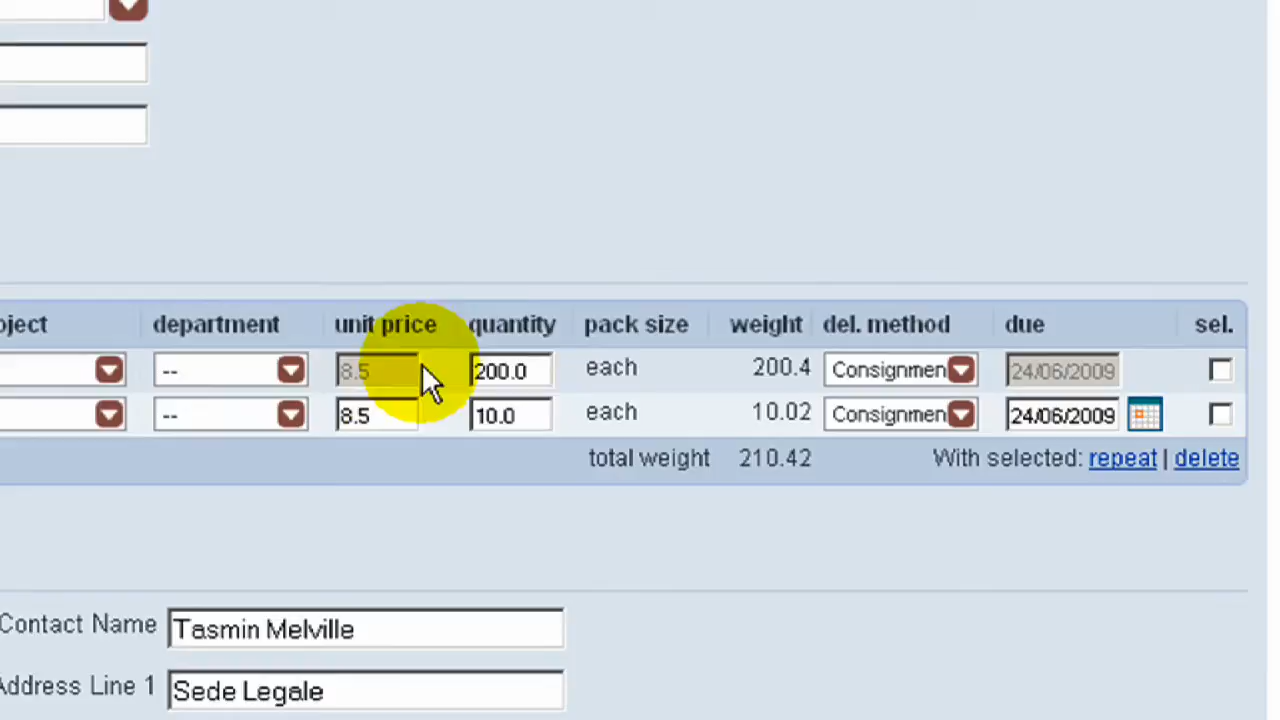 oject department unit price quantity pack size weight del. method due sel.
-- 8.5 200.0 each 200.4 Consignmen 24/06/2009
-- 8.5 10.0 each 10.02 Consignmen 24/06/2009
total weight 210.42 With selected: repeat | delete
Contact Name Tasmin Melville
Address Line 1 Sede Legale